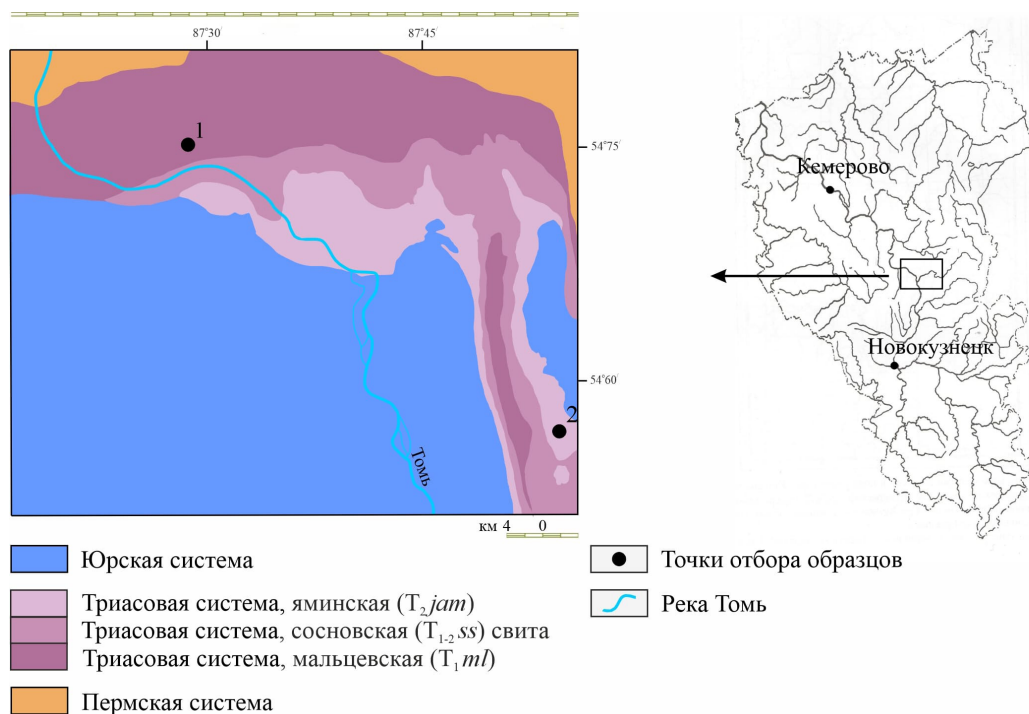 87°30
87°45
1
54°75
Кемерово
Новокузнецк
54°60
2
Томь
км 4 0
Юрская система
Триасовая система, яминская (T₂ jam)
Триасовая система, сосновская (T₁₋₂ ss) свита
Триасовая система, мальцевская (T₁ ml)
Пермская система
Точки отбора образцов
Река Томь